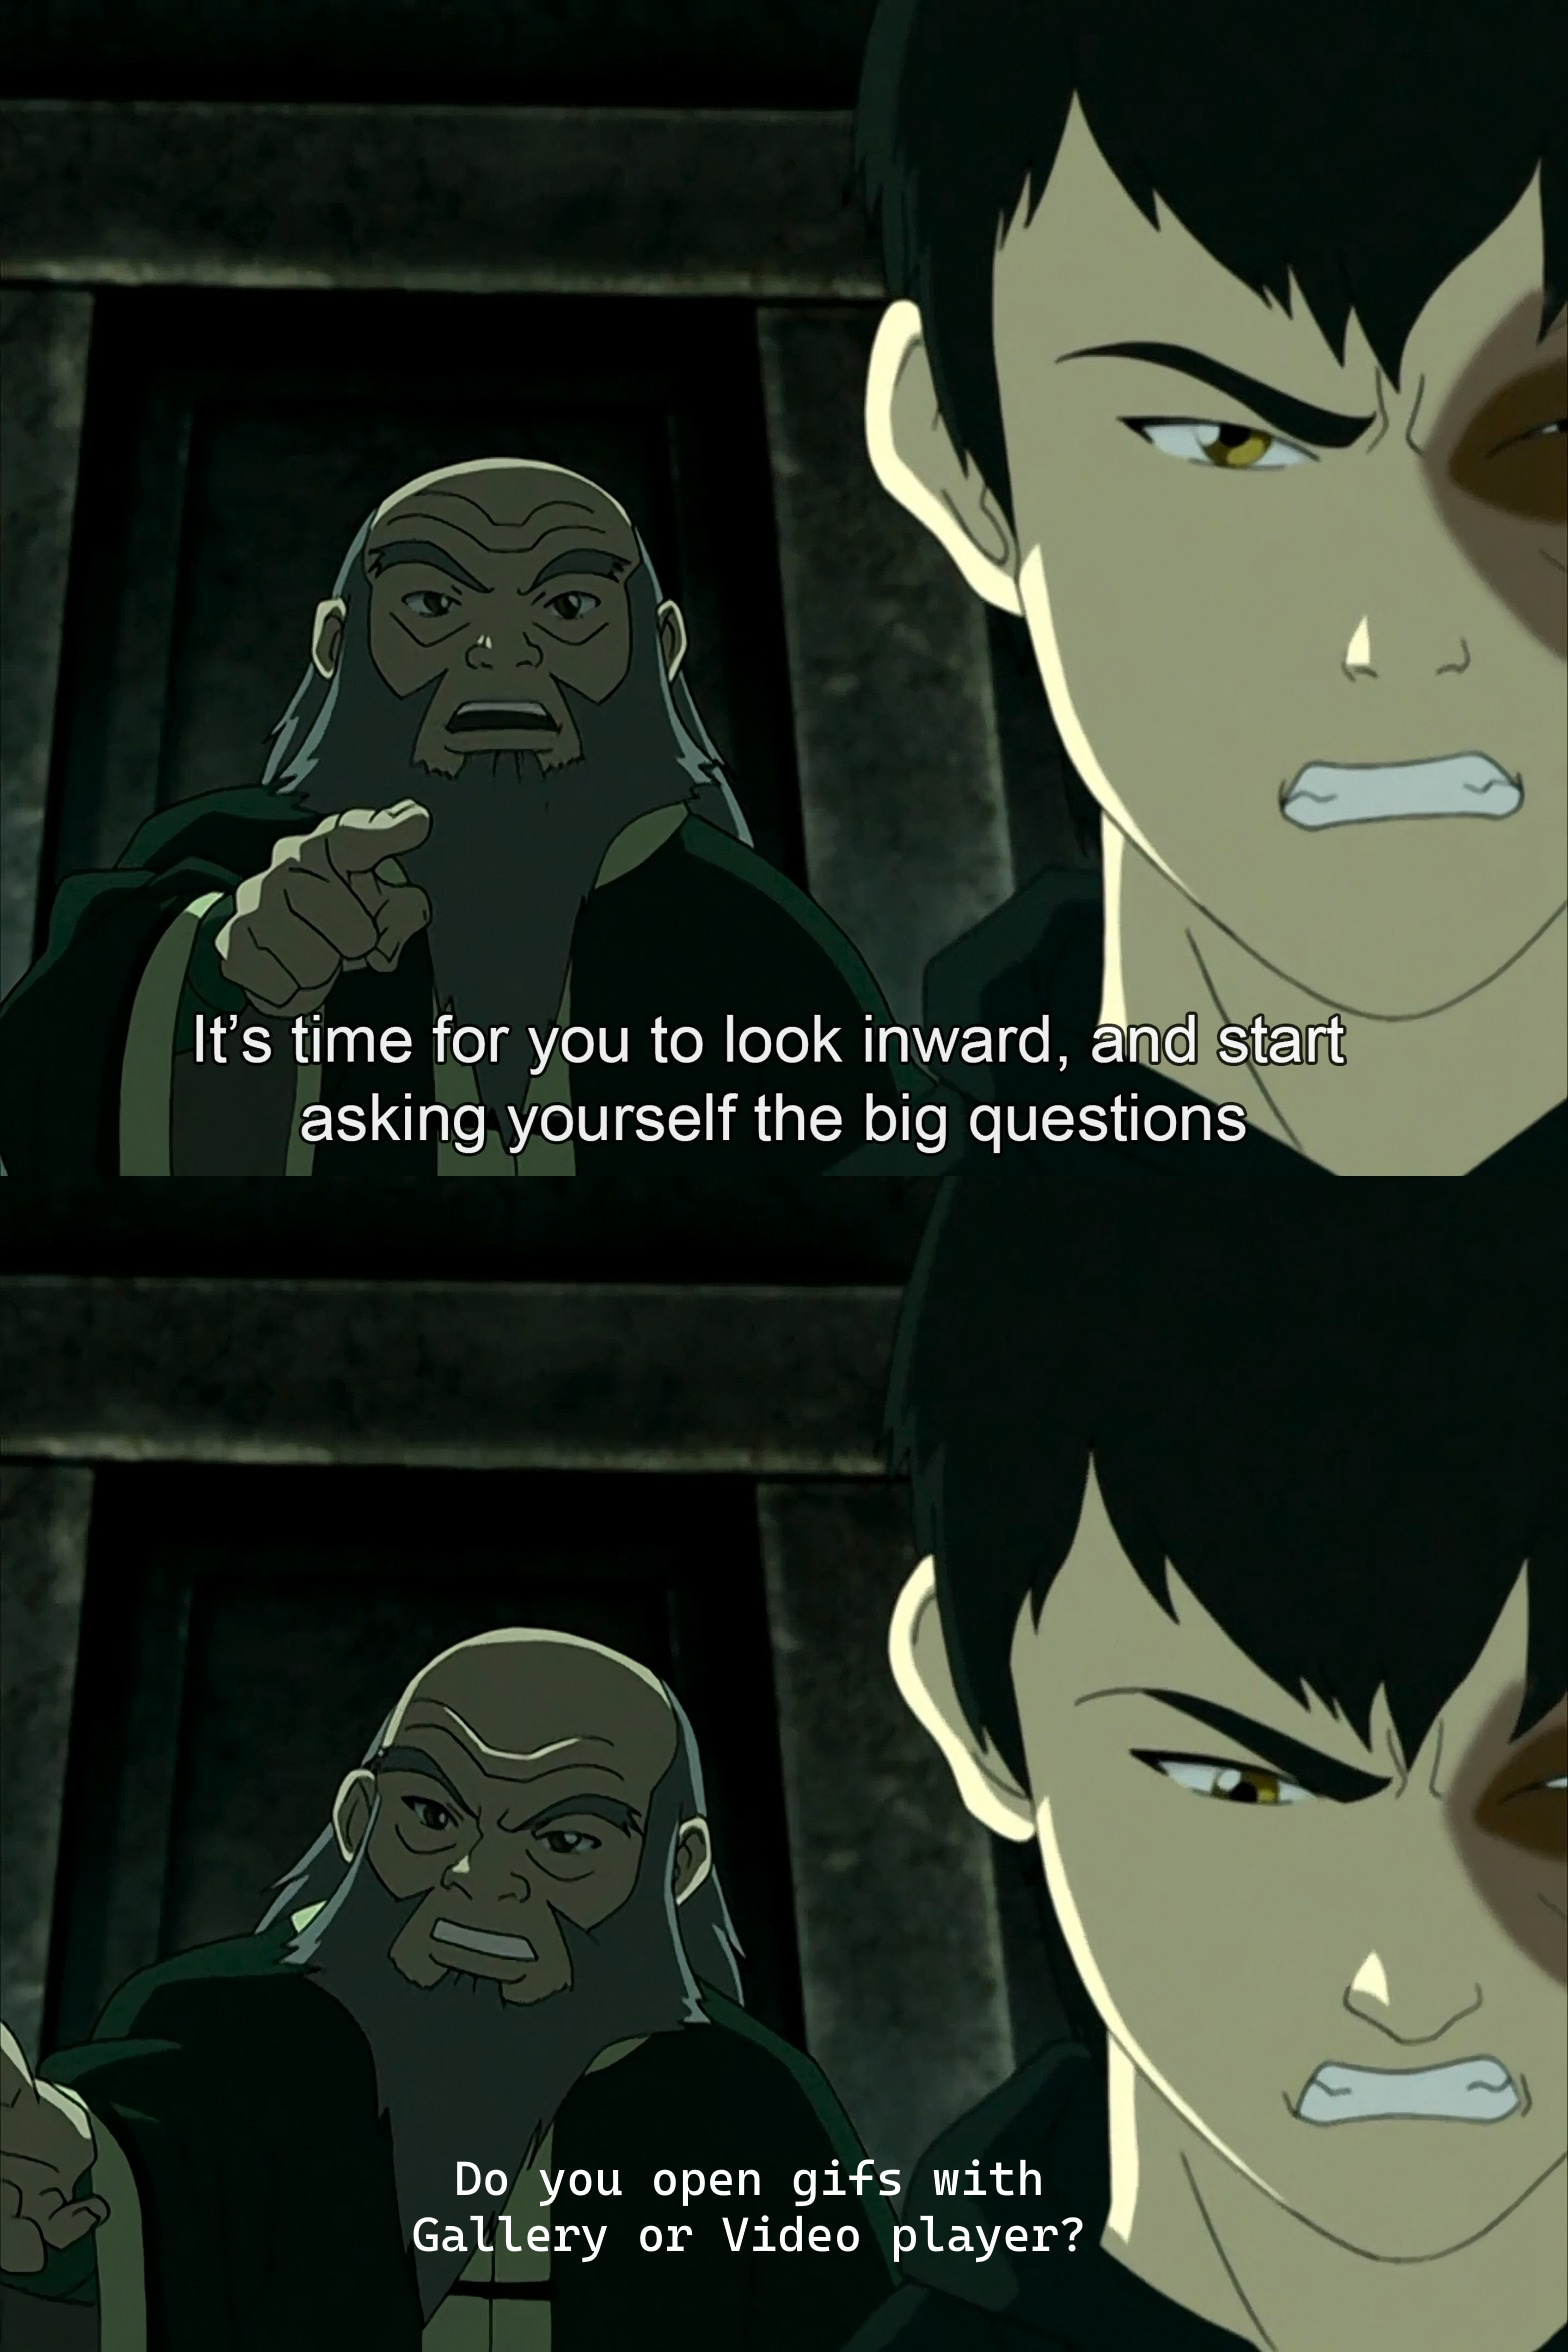 It’s time for you to look inward, and start
asking yourself the big questions
Do you open gifs with
Gallery or Video player?